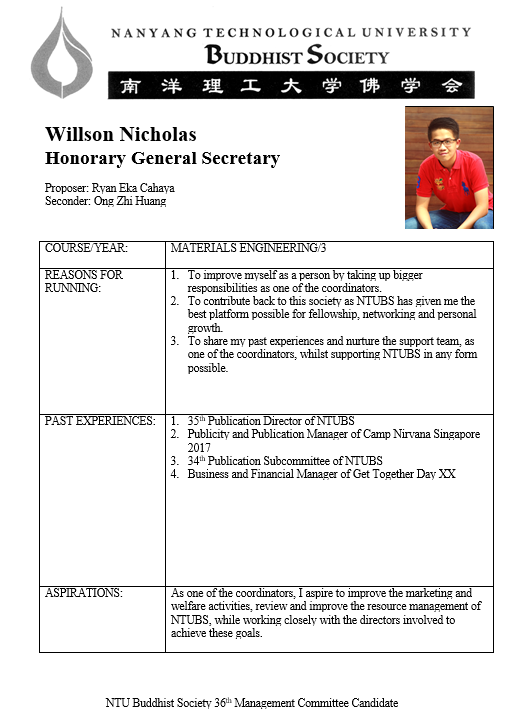 NANYANG TECHNOLOGICAL UNIVERSITY
BUDDHIST SOCIETY
南洋理工大学佛学会
Willson Nicholas
Honorary General Secretary
Proposer: Ryan Eka Cahaya
Seconder: Ong Zhi Huang
COURSE/YEAR: MATERIALS ENGINEERING/3
REASONS FOR
RUNNING:
1. To improve myself as a person by taking up bigger
responsibilities as one of the coordinators.
2. To contribute back to this society as NTUBS has given me the
best platform possible for fellowship, networking and personal
growth.
3. To share my past experiences and nurture the support team, as
one of the coordinators, whilst supporting NTUBS in any form
possible.
PAST EXPERIENCES:
1. 35th Publication Director of NTUBS
2. Publicity and Publication Manager of Camp Nirvana Singapore
2017
3. 34th Publication Subcommittee of NTUBS
4. Business and Financial Manager of Get Together Day XX
ASPIRATIONS:
As one of the coordinators, I aspire to improve the marketing and
welfare activities, review and improve the resource management of
NTUBS, while working closely with the directors involved to
achieve these goals.
NTU Buddhist Society 36th Management Committee Candidate